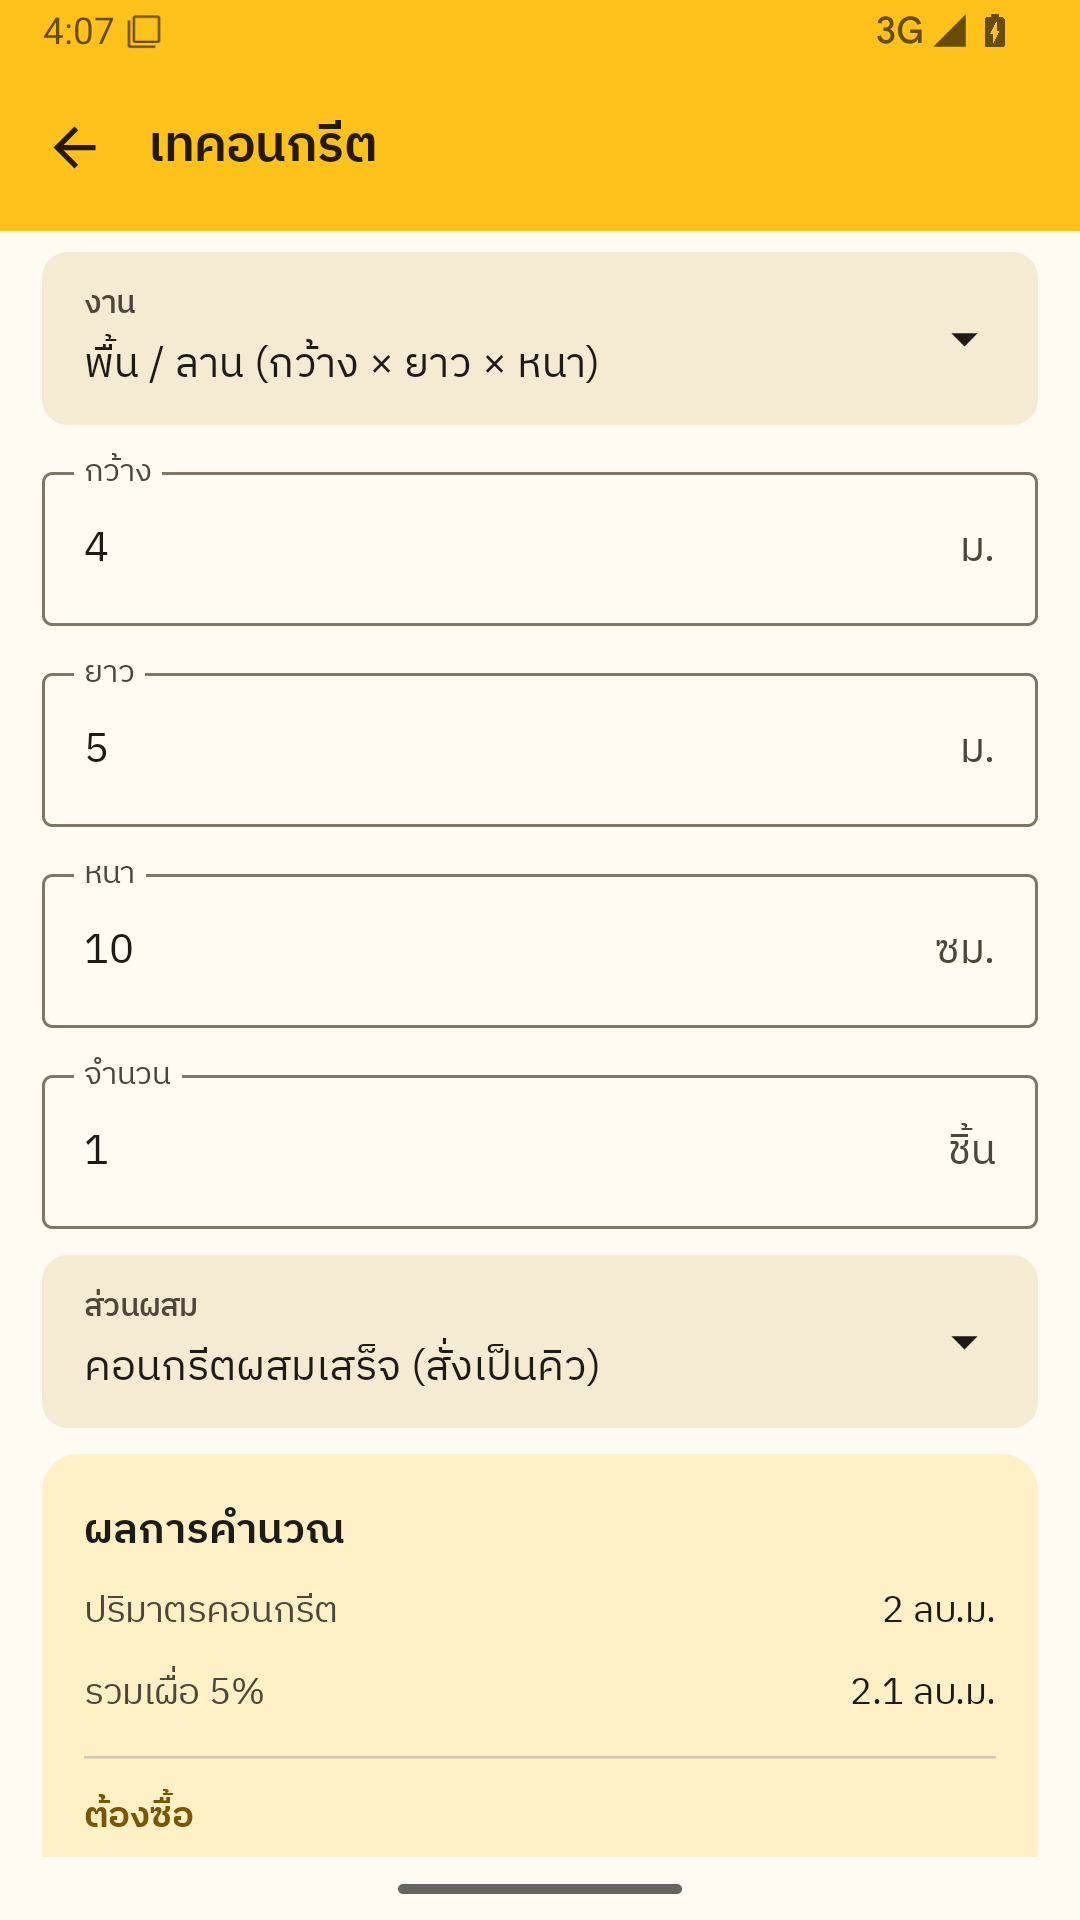 4:07
3G
เทคอนกรีต
งาน
พื้น / ลาน (กว้าง × ยาว × หนา)
กว้าง
4 ม.
ยาว
5 ม.
หนา
10 ซม.
จำนวน
1 ชิ้น
ส่วนผสม
คอนกรีตผสมเสร็จ (สั่งเป็นคิว)
ผลการคำนวณ
ปริมาตรคอนกรีต 2 ลบ.ม.
รวมเผื่อ 5% 2.1 ลบ.ม.
ต้องซื้อ